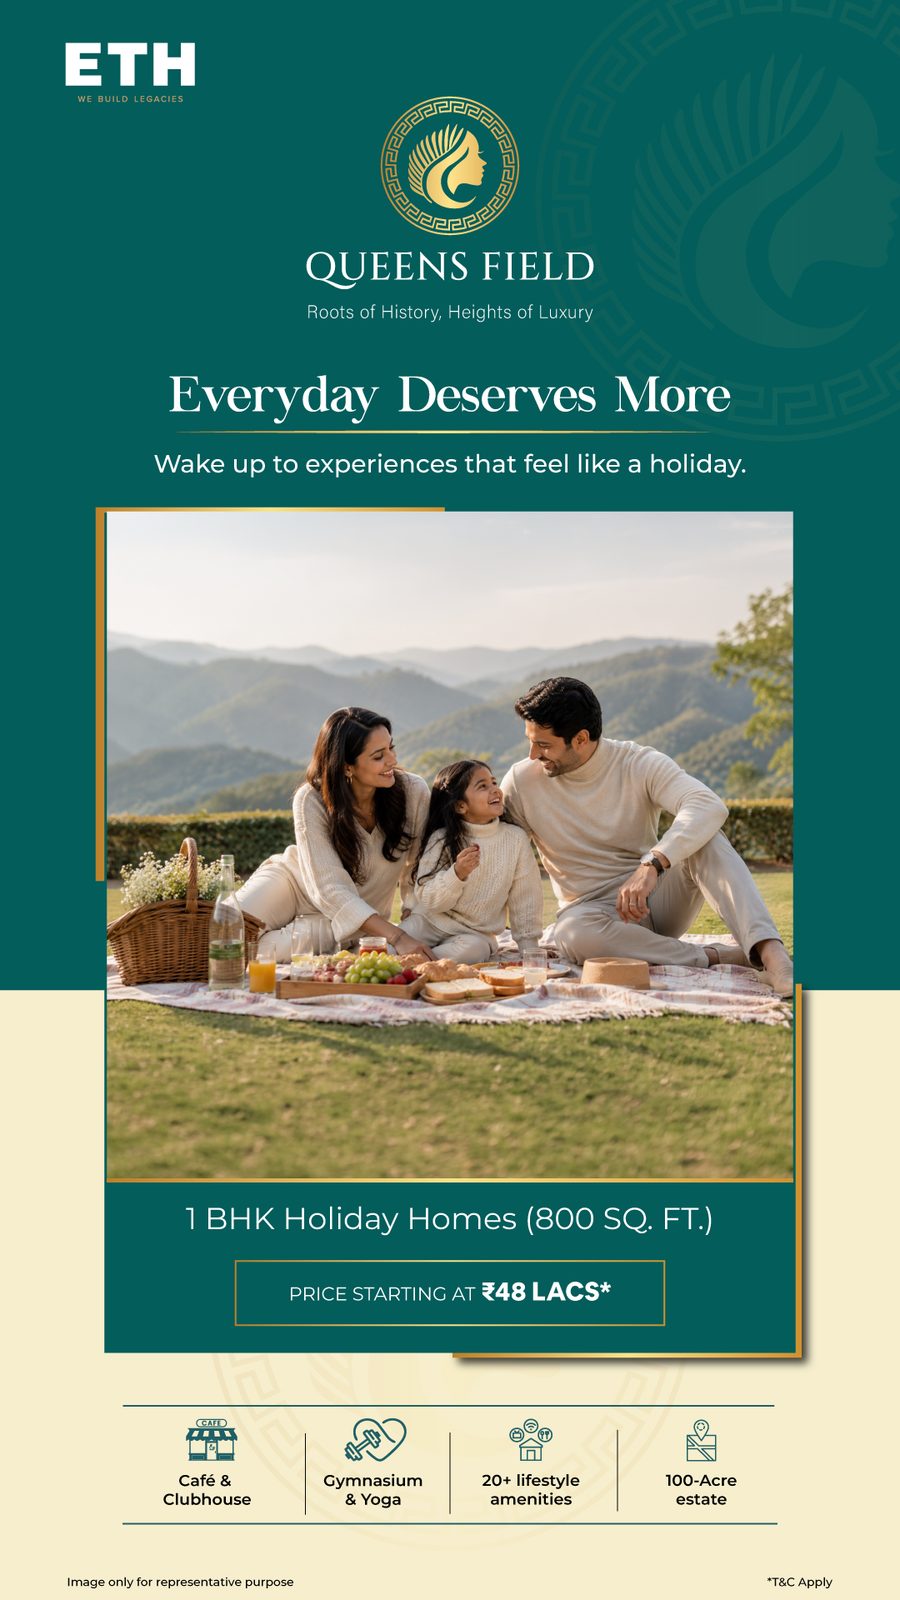 ETH
WE BUILD LEGACIES
QUEENS FIELD
Roots of History, Heights of Luxury
Everyday Deserves More
Wake up to experiences that feel like a holiday.
1 BHK Holiday Homes (800 SQ. FT.)
PRICE STARTING AT ₹48 LACS*
CAFE
Café &
Clubhouse
Gymnasium
& Yoga
20+ lifestyle
amenities
100-Acre
estate
Image only for representative purpose
*T&C Apply